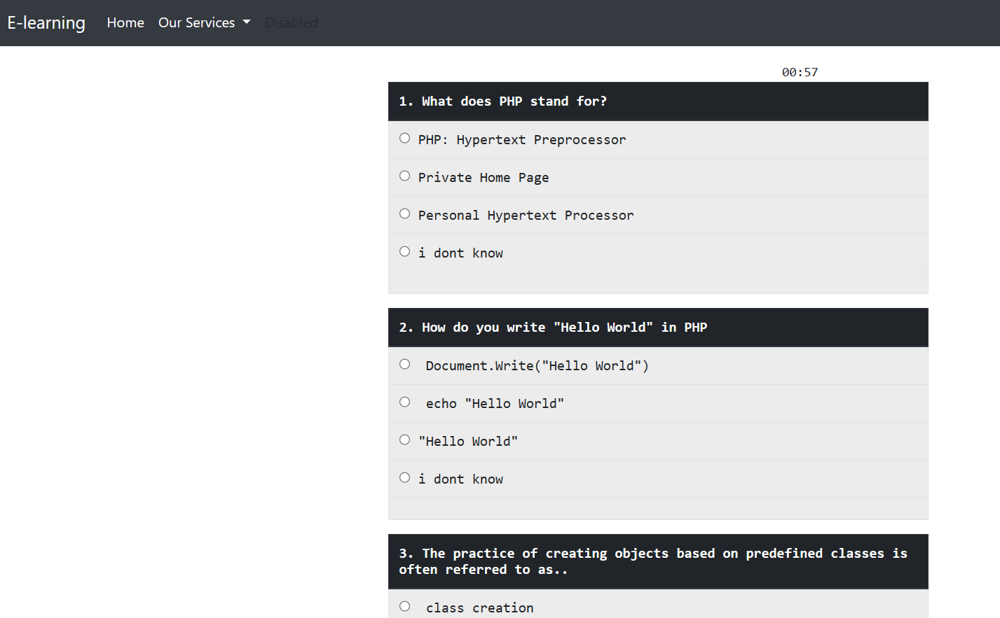 E-learning Home Our Services Disabled
00:57
1. What does PHP stand for?
PHP: Hypertext Preprocessor
Private Home Page
Personal Hypertext Processor
i dont know
2. How do you write "Hello World" in PHP
Document.Write("Hello World")
echo "Hello World"
"Hello World"
i dont know
3. The practice of creating objects based on predefined classes is
often referred to as..
class creation